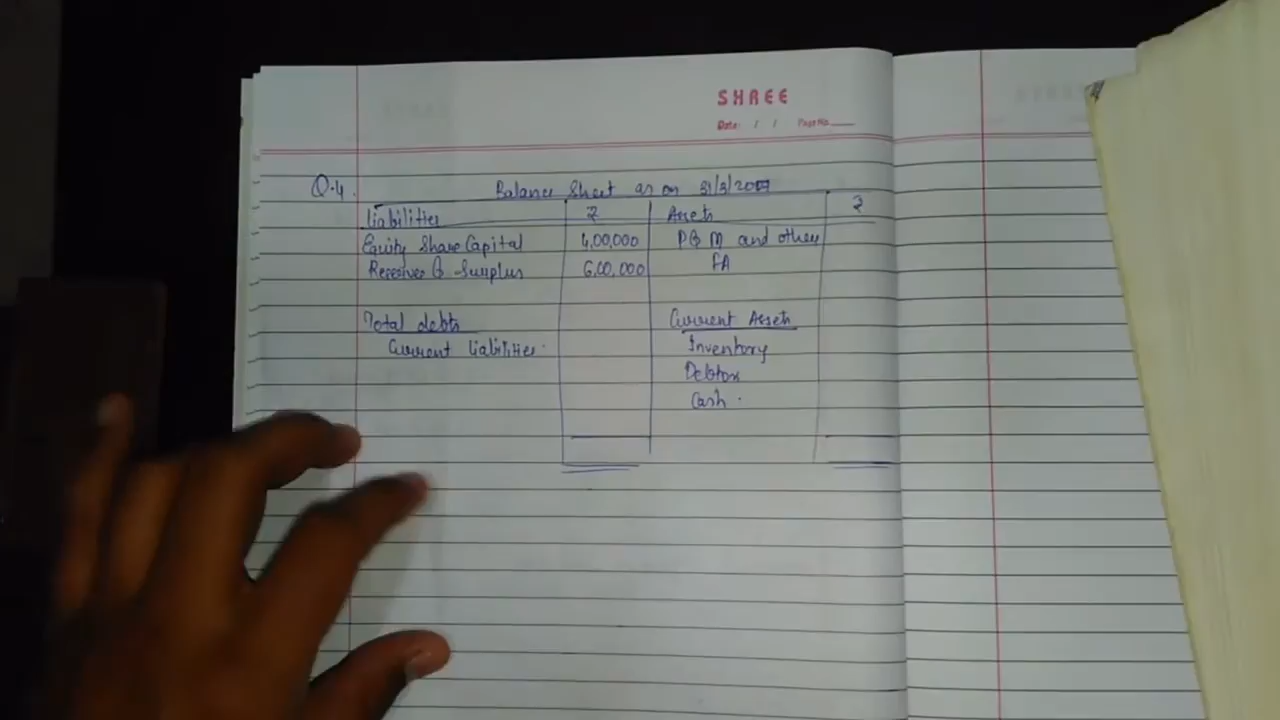 SHREE
Date: / / Page No.
Q.4. Balance Sheet as on 31/3/2009
Liabilities ₹ Assets ₹
Equity Share Capital 4,00,000 P&M and other
Reserves & Surplus 6,00,000 FA
Total debts Current Assets
Current liabilities. Inventory
Debtors
Cash.